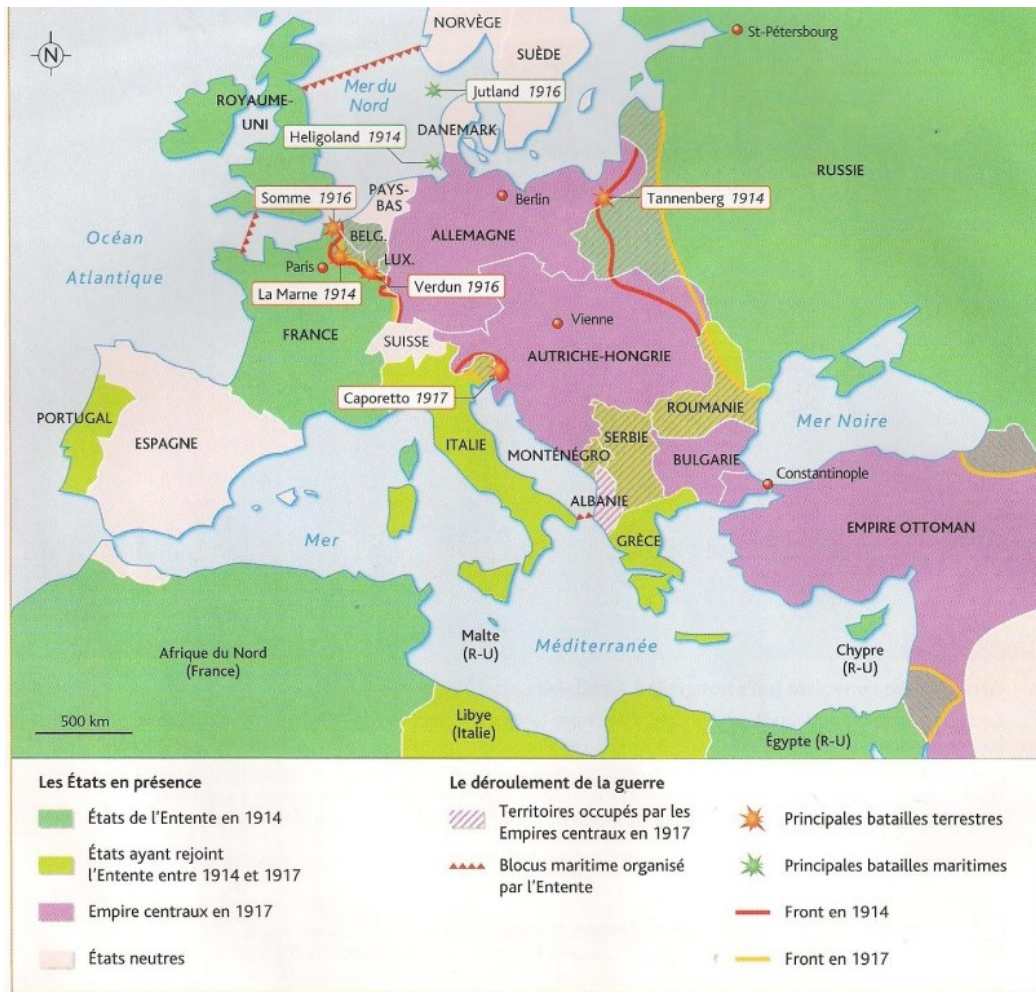 NORVÈGE
St-Pétersbourg
N
SUÈDE
ROYAUME-
UNI
Mer du
Nord
Jutland 1916
Heligoland 1914
DANEMARK
RUSSIE
Somme 1916
PAYS-
BAS
Berlin
Tannenberg 1914
Océan
Atlantique
BELG.
ALLEMAGNE
Paris
LUX.
La Marne 1914
Verdun 1916
Vienne
FRANCE
SUISSE
AUTRICHE-HONGRIE
Caporetto 1917
ROUMANIE
PORTUGAL
Mer Noire
ESPAGNE
ITALIE
SERBIE
MONTÉNÉGRO
BULGARIE
Constantinople
ALBANIE
EMPIRE OTTOMAN
Mer
GRÈCE
Malte
(R-U)
Méditerranée
Afrique du Nord
(France)
Chypre
(R-U)
500 km
Libye
(Italie)
Égypte (R-U)
Les États en présence
États de l'Entente en 1914
États ayant rejoint
l'Entente entre 1914 et 1917
Empire centraux en 1917
États neutres
Le déroulement de la guerre
Territoires occupés par les
Empires centraux en 1917
Blocus maritime organisé
par l'Entente
Principales batailles terrestres
Principales batailles maritimes
Front en 1914
Front en 1917